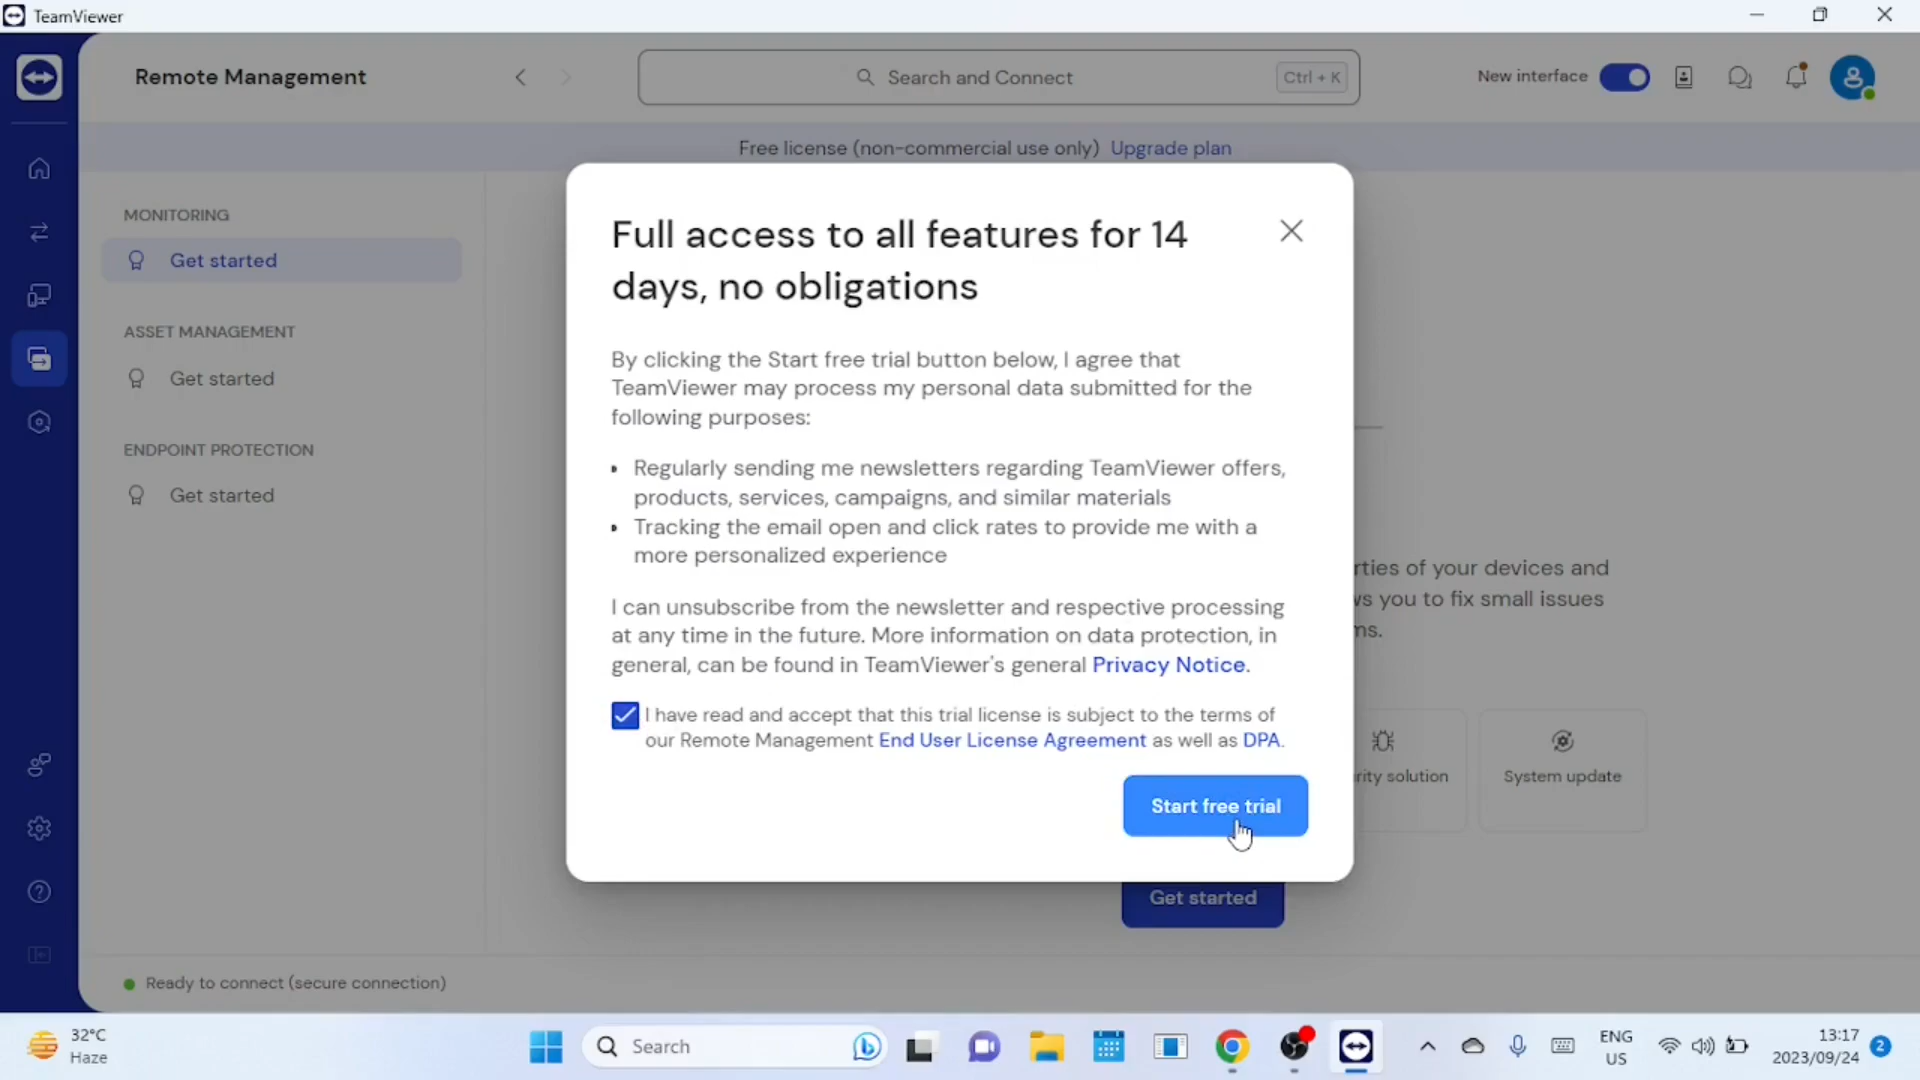 TeamViewer
Remote Management
Search and Connect
Ctrl + K
New interface
Free license (non-commercial use only) Upgrade plan
MONITORING
Get started
ASSET MANAGEMENT
Get started
ENDPOINT PROTECTION
Get started
Full access to all features for 14
days, no obligations
By clicking the Start free trial button below, I agree that
TeamViewer may process my personal data submitted for the
following purposes:
• Regularly sending me newsletters regarding TeamViewer offers,
products, services, campaigns, and similar materials
• Tracking the email open and click rates to provide me with a
more personalized experience
I can unsubscribe from the newsletter and respective processing
at any time in the future. More information on data protection, in
general, can be found in TeamViewer's general Privacy Notice.
I have read and accept that this trial license is subject to the terms of
our Remote Management End User License Agreement as well as DPA.
Start free trial
rties of your devices and
ws you to fix small issues
ms.
rity solution
System update
Get started
Ready to connect (secure connection)
32°C
Haze
Search
ENG
US
13:17
2023/09/24
2